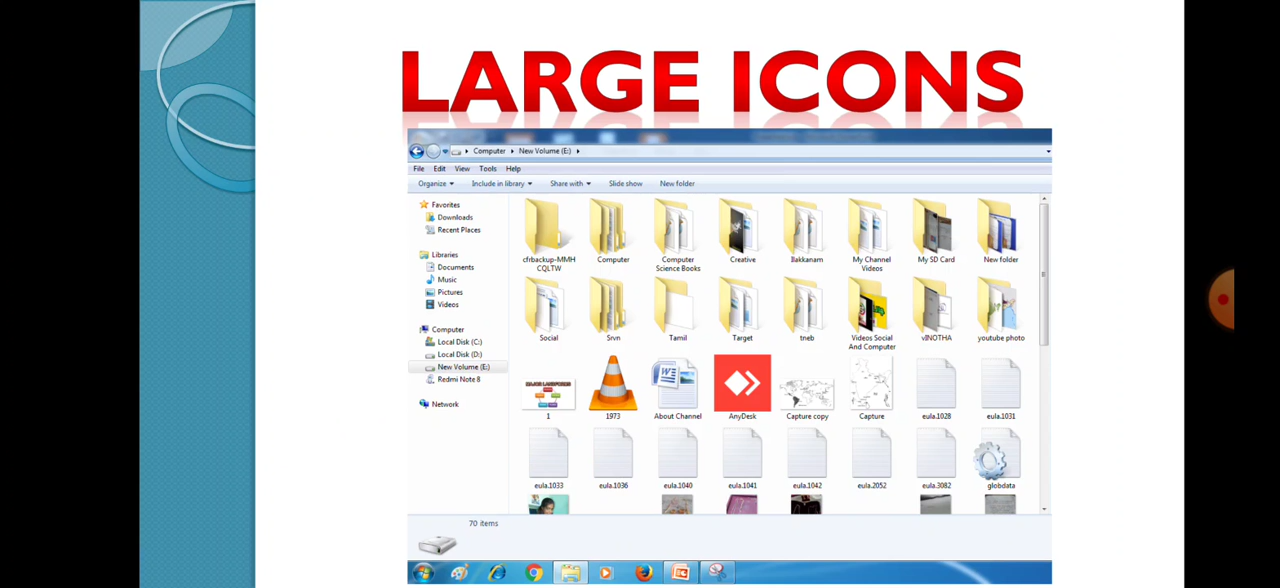 LARGE ICONS
Computer New Volume (E:)
File Edit View Tools Help
Organize Include in library Share with Slide show New folder
Favorites
Downloads
Recent Places
Libraries
Documents
Music
Pictures
Videos
Computer
Local Disk (C:)
Local Disk (D:)
New Volume (E:)
Redmi Note 8
Network
cfrbackup-MMH Computer Computer Creative Ilakkanam My Channel My SD Card New folder
CQLTW Science Books Videos
Social Srvn Tamil Target tneb Videos Social vINOTHA youtube photo
And Computer
MAJOR LANDFORMS
1 1973 About Channel AnyDesk Capture copy Capture eula.1028 eula.1031
eula.1033 eula.1036 eula.1040 eula.1041 eula.1042 eula.2052 eula.3082 globdata
70 items